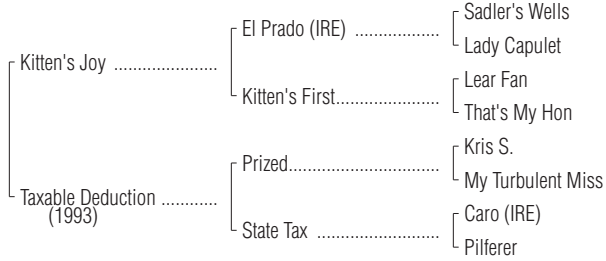 Sadler's Wells
El Prado (IRE) ..................
Lady Capulet
Kitten's Joy ......................
Lear Fan
Kitten's First......................
That's My Hon
Kris S.
Prized................................
My Turbulent Miss
Taxable Deduction ............
(1993)
Caro (IRE)
State Tax ..........................
Pilferer